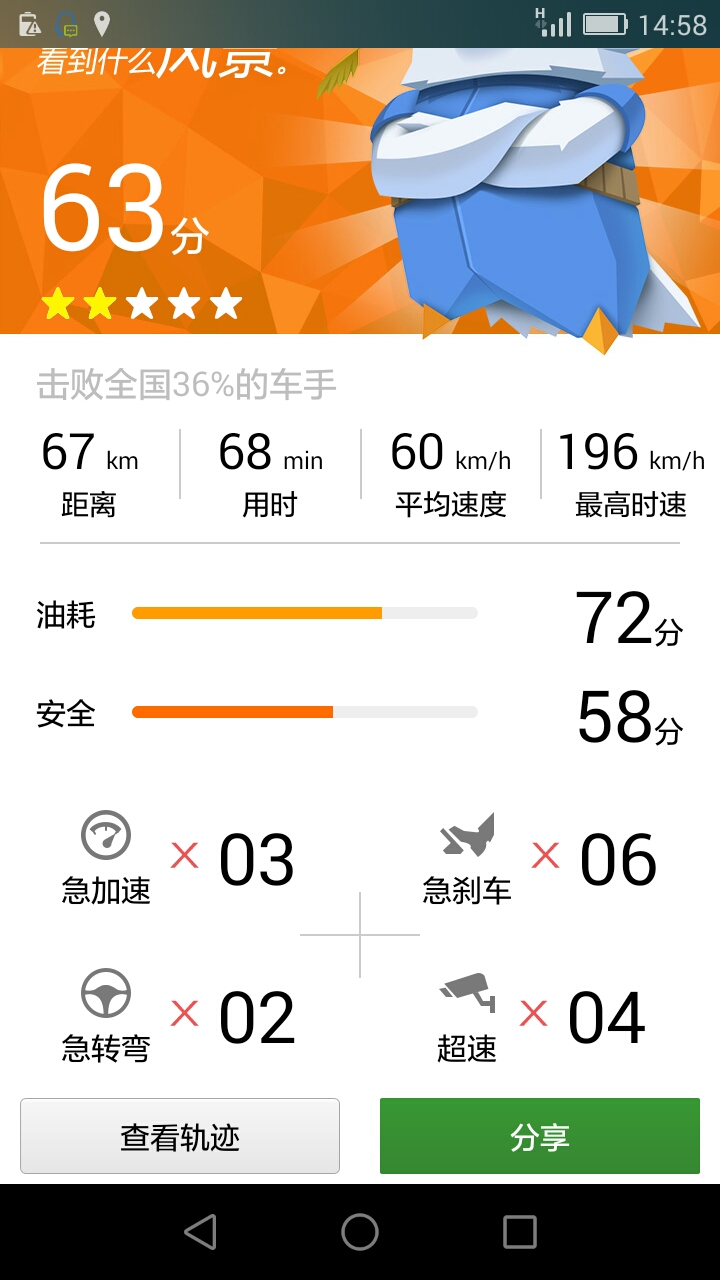 H 14:58
看到什么风景。
63分
击败全国36%的车手
67 km 68 min 60 km/h 196 km/h
距离 用时 平均速度 最高时速
油耗 72分
安全 58分
急加速 × 03 急刹车 × 06
急转弯 × 02 超速 × 04
查看轨迹 分享